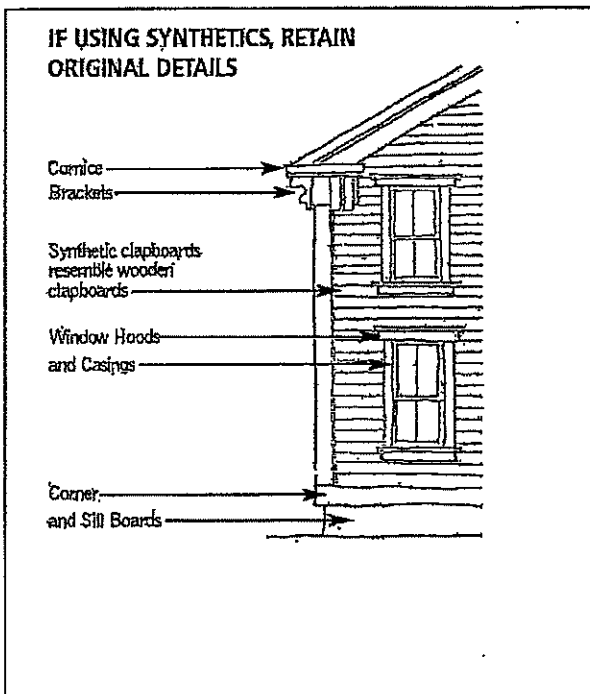 IF USING SYNTHETICS, RETAIN
ORIGINAL DETAILS
Cornice
Brackets
Synthetic clapboards
resemble wooden
clapboards
Window Hoods
and Casings
Corner
and Sill Boards